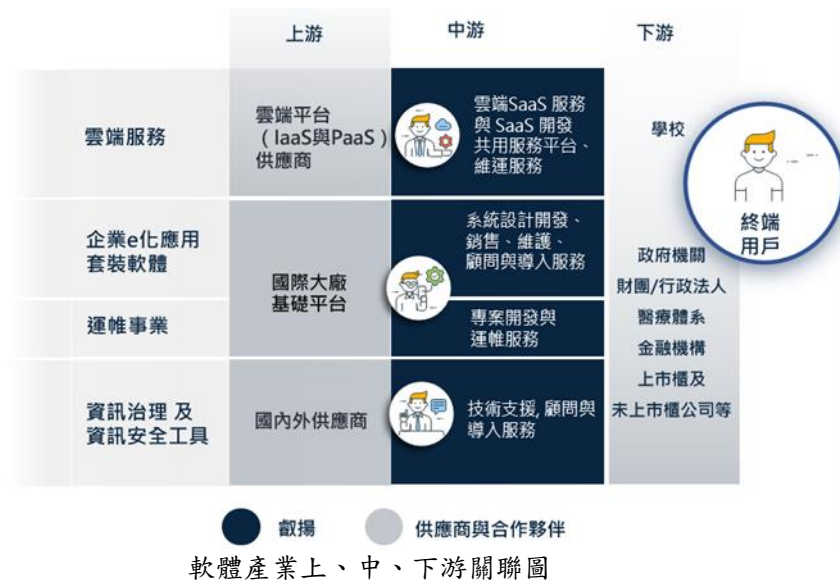 上游
中游
下游
雲端服務
雲端平台
（IaaS與PaaS）
供應商
雲端SaaS 服務
與 SaaS 開發
共用服務平台、
維運服務
學校
終端
用戶
企業e化應用
套裝軟體
國際大廠
基礎平台
系統設計開發、
銷售、維護、
顧問與導入服務
政府機關
財團/行政法人
醫療體系
金融機構
上市櫃及
未上市櫃公司等
運帷事業
專案開發與
運帷服務
資訊治理 及
資訊安全工具
國內外供應商
技術支援, 顧問與
導入服務
叡揚
供應商與合作夥伴
軟體產業上、中、下游關聯圖